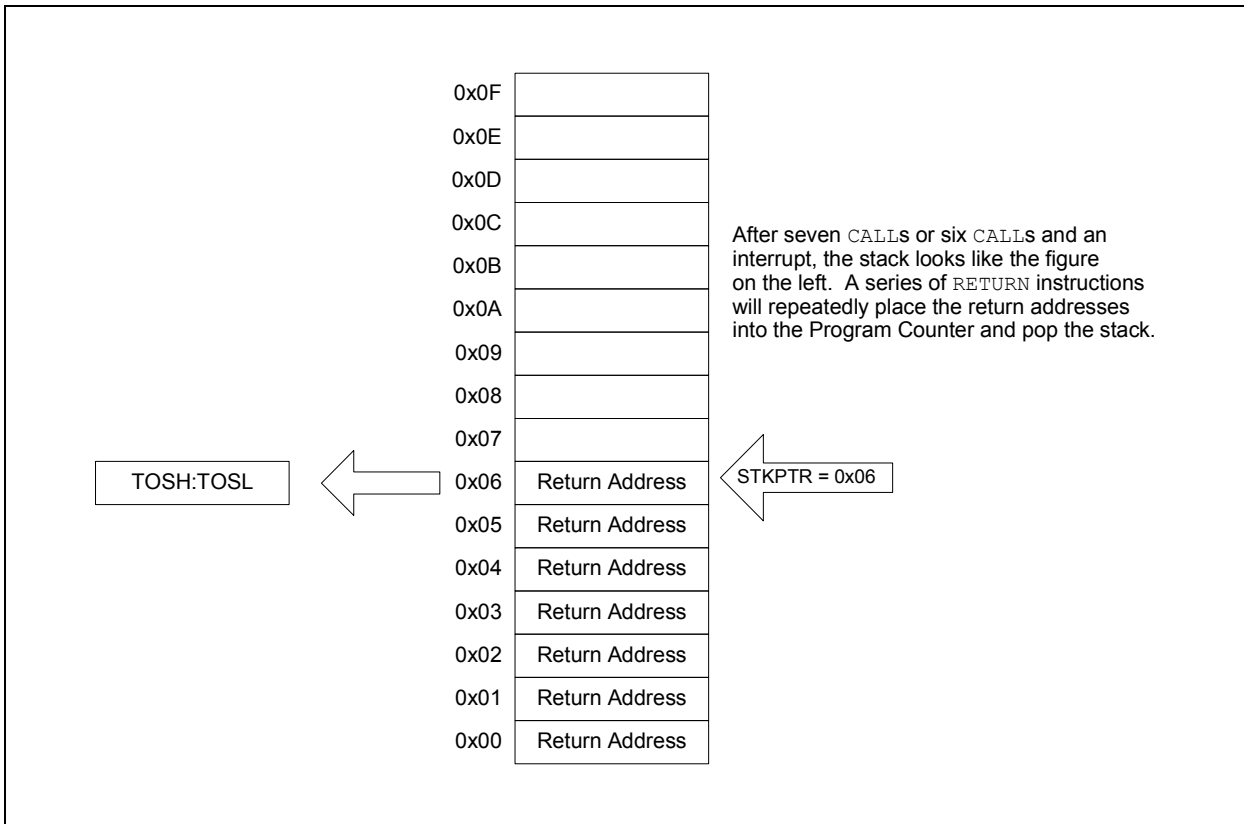 0x0F
0x0E
0x0D
0x0C
0x0B
0x0A
0x09
0x08
0x07
After seven CALLs or six CALLs and an
interrupt, the stack looks like the figure
on the left. A series of RETURN instructions
will repeatedly place the return addresses
into the Program Counter and pop the stack.
TOSH:TOSL
0x06 Return Address
STKPTR = 0x06
0x05 Return Address
0x04 Return Address
0x03 Return Address
0x02 Return Address
0x01 Return Address
0x00 Return Address